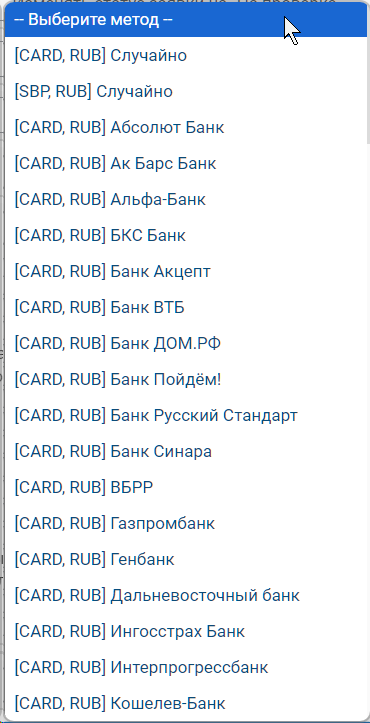 -- Выберите метод --
[CARD, RUB] Случайно
[SBP, RUB] Случайно
[CARD, RUB] Абсолют Банк
[CARD, RUB] Ак Барс Банк
[CARD, RUB] Альфа-Банк
[CARD, RUB] БКС Банк
[CARD, RUB] Банк Акцепт
[CARD, RUB] Банк ВТБ
[CARD, RUB] Банк ДОМ.РФ
[CARD, RUB] Банк Пойдём!
[CARD, RUB] Банк Русский Стандарт
[CARD, RUB] Банк Синара
[CARD, RUB] ВБРР
[CARD, RUB] Газпромбанк
[CARD, RUB] Генбанк
[CARD, RUB] Дальневосточный банк
[CARD, RUB] Ингосстрах Банк
[CARD, RUB] Интерпрогрессбанк
[CARD, RUB] Кошелев-Банк